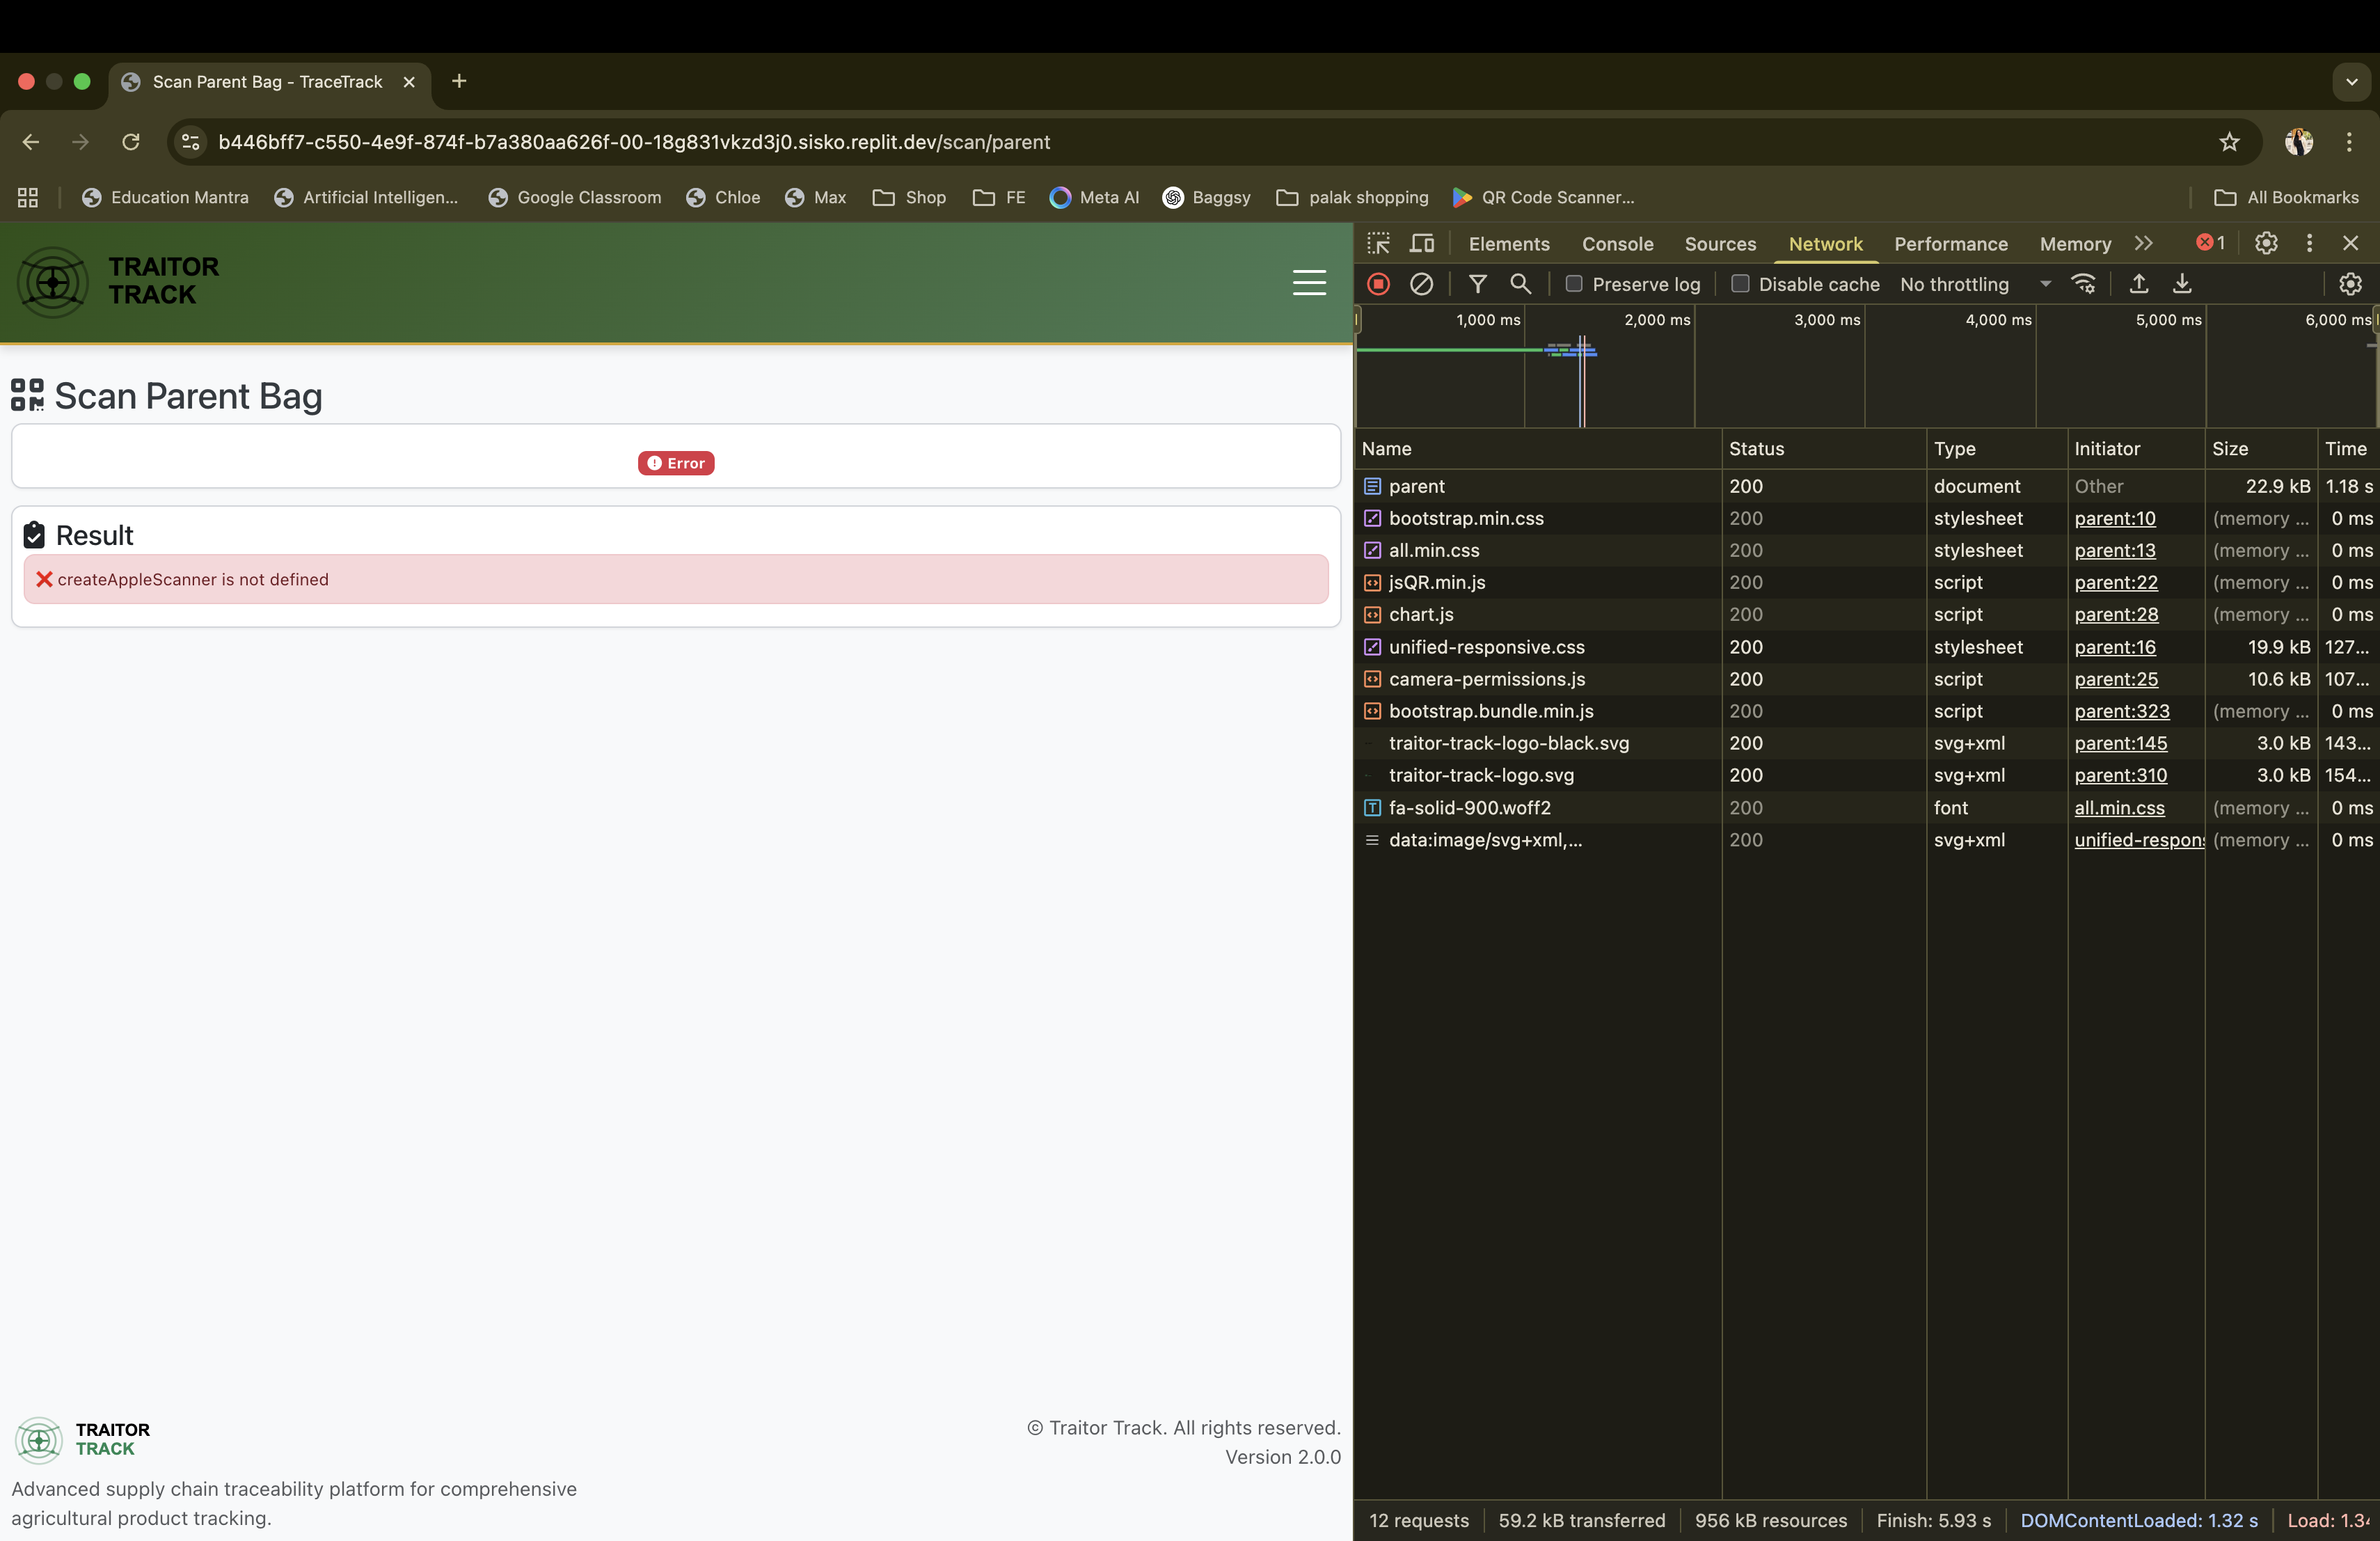 Scan Parent Bag - TraceTrack
b446bff7-c550-4e9f-874f-b7a380aa626f-00-18g831vkzd3j0.sisko.replit.dev/scan/parent
Education Mantra Artificial Intelligen... Google Classroom Chloe Max Shop FE Meta AI Baggsy palak shopping QR Code Scanner... All Bookmarks
TRAITOR
TRACK
Scan Parent Bag
Error
Result
createAppleScanner is not defined
TRAITOR
TRACK
Advanced supply chain traceability platform for comprehensive
agricultural product tracking.
© Traitor Track. All rights reserved.
Version 2.0.0
Elements Console Sources Network Performance Memory 1
Preserve log Disable cache No throttling
1,000 ms 2,000 ms 3,000 ms 4,000 ms 5,000 ms 6,000 ms
Name Status Type Initiator Size Time
parent 200 document Other 22.9 kB 1.18 s
bootstrap.min.css 200 stylesheet parent:10 (memory ... 0 ms
all.min.css 200 stylesheet parent:13 (memory ... 0 ms
jsQR.min.js 200 script parent:22 (memory ... 0 ms
chart.js 200 script parent:28 (memory ... 0 ms
unified-responsive.css 200 stylesheet parent:16 19.9 kB 127...
camera-permissions.js 200 script parent:25 10.6 kB 107...
bootstrap.bundle.min.js 200 script parent:323 (memory ... 0 ms
traitor-track-logo-black.svg 200 svg+xml parent:145 3.0 kB 143...
traitor-track-logo.svg 200 svg+xml parent:310 3.0 kB 154...
fa-solid-900.woff2 200 font all.min.css (memory ... 0 ms
data:image/svg+xml,... 200 svg+xml unified-respons (memory ... 0 ms
12 requests 59.2 kB transferred 956 kB resources Finish: 5.93 s DOMContentLoaded: 1.32 s Load: 1.34